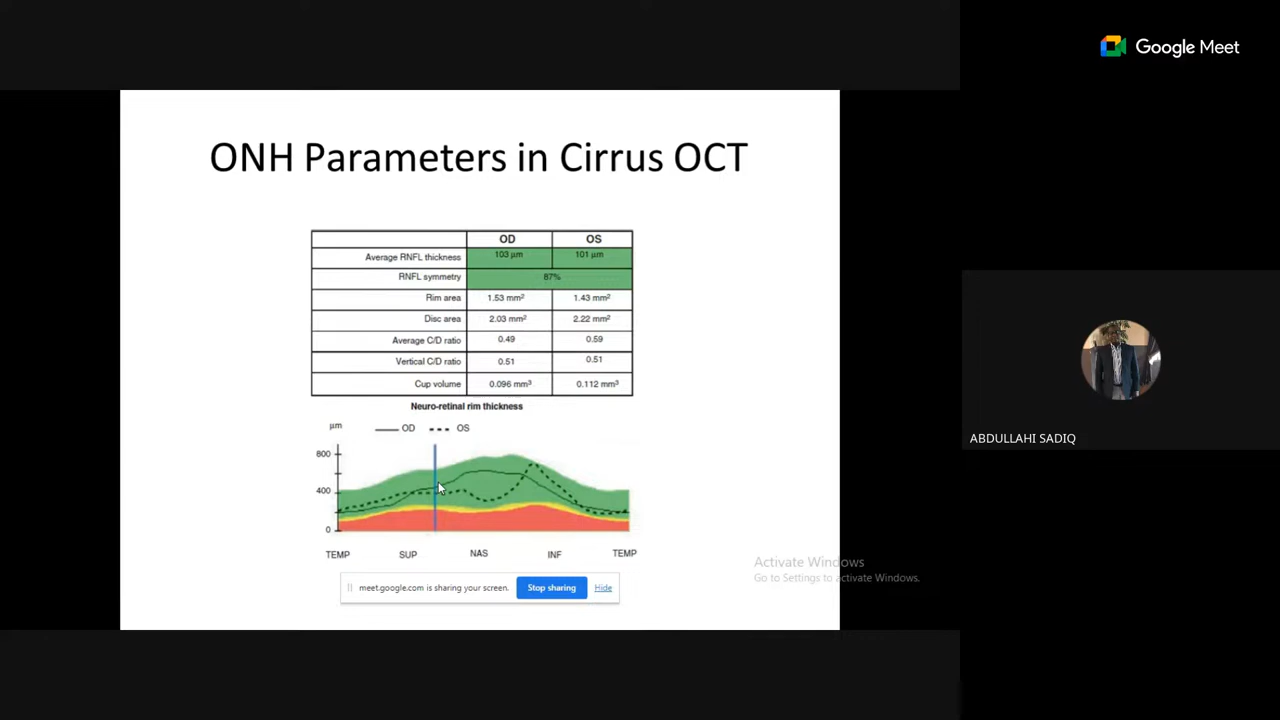 Google Meet
ONH Parameters in Cirrus OCT
OD OS
Average RNFL thickness 103 µm 101 µm
RNFL symmetry 87%
Rim area 1.53 mm² 1.43 mm²
Disc area 2.03 mm² 2.22 mm²
Average C/D ratio 0.49 0.59
Vertical C/D ratio 0.51 0.51
Cup volume 0.096 mm³ 0.112 mm³
Neuro-retinal rim thickness
µm OD OS
800
400
0
TEMP SUP NAS INF TEMP
meet.google.com is sharing your screen. Stop sharing Hide
Activate Windows
Go to Settings to activate Windows.
ABDULLAHI SADIQ